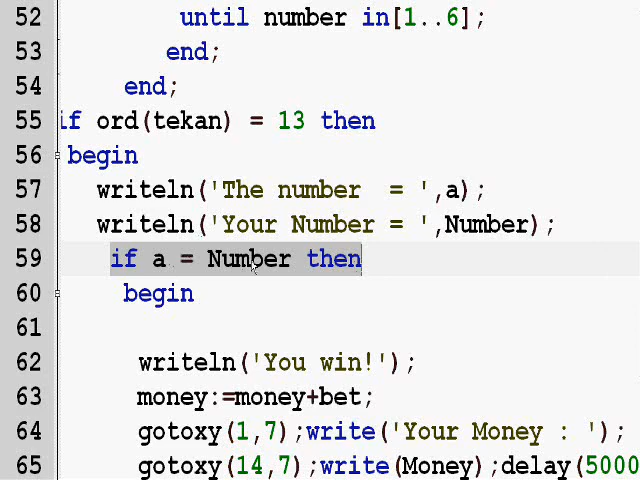 52 until number in[1..6];
53 end;
54 end;
55 if ord(tekan) = 13 then
56 begin
57 writeln('The number  = ',a);
58 writeln('Your Number = ',Number);
59 if a = Number then
60 begin
61
62 writeln('You win!');
63 money:=money+bet;
64 gotoxy(1,7);write('Your Money : ');
65 gotoxy(14,7);write(Money);delay(5000